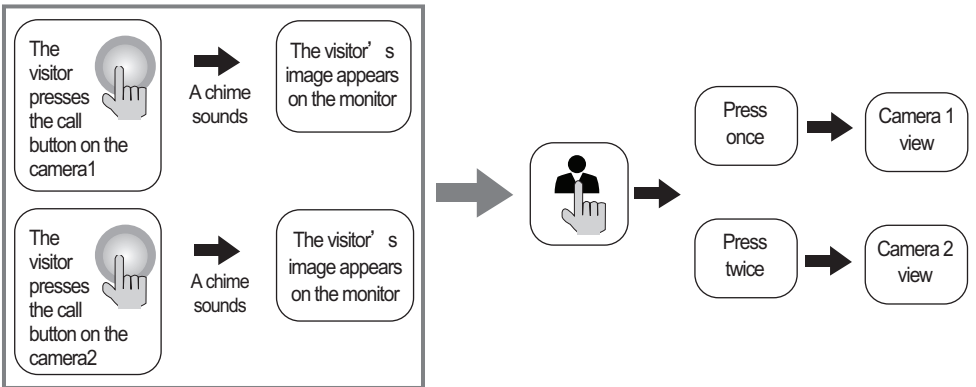 The
visitor
presses
the call
button on the
camera1
A chime
sounds
The visitor’ s
image appears
on the monitor
The
visitor
presses
the call
button on the
camera2
A chime
sounds
The visitor’ s
image appears
on the monitor
Press
once
Camera 1
view
Press
twice
Camera 2
view